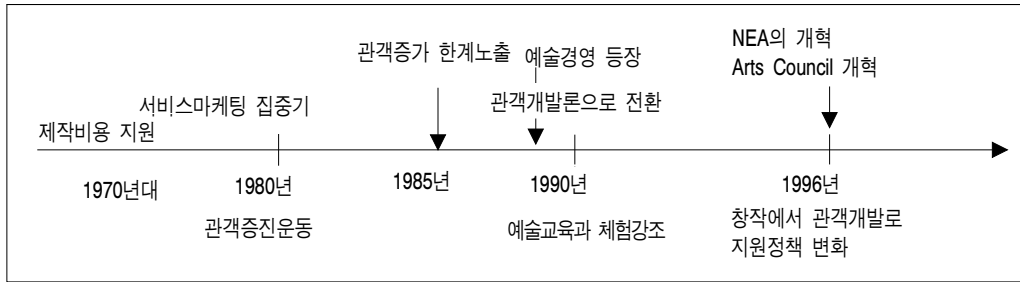 NEA의 개혁
Arts Council 개혁
관객증가 한계노출
예술경영 등장
관객개발론으로 전환
서비스마케팅 집중기
제작비용 지원
1970년대
1980년
1985년
1990년
1996년
관객증진운동
예술교육과 체험강조
창작에서 관객개발로
지원정책 변화